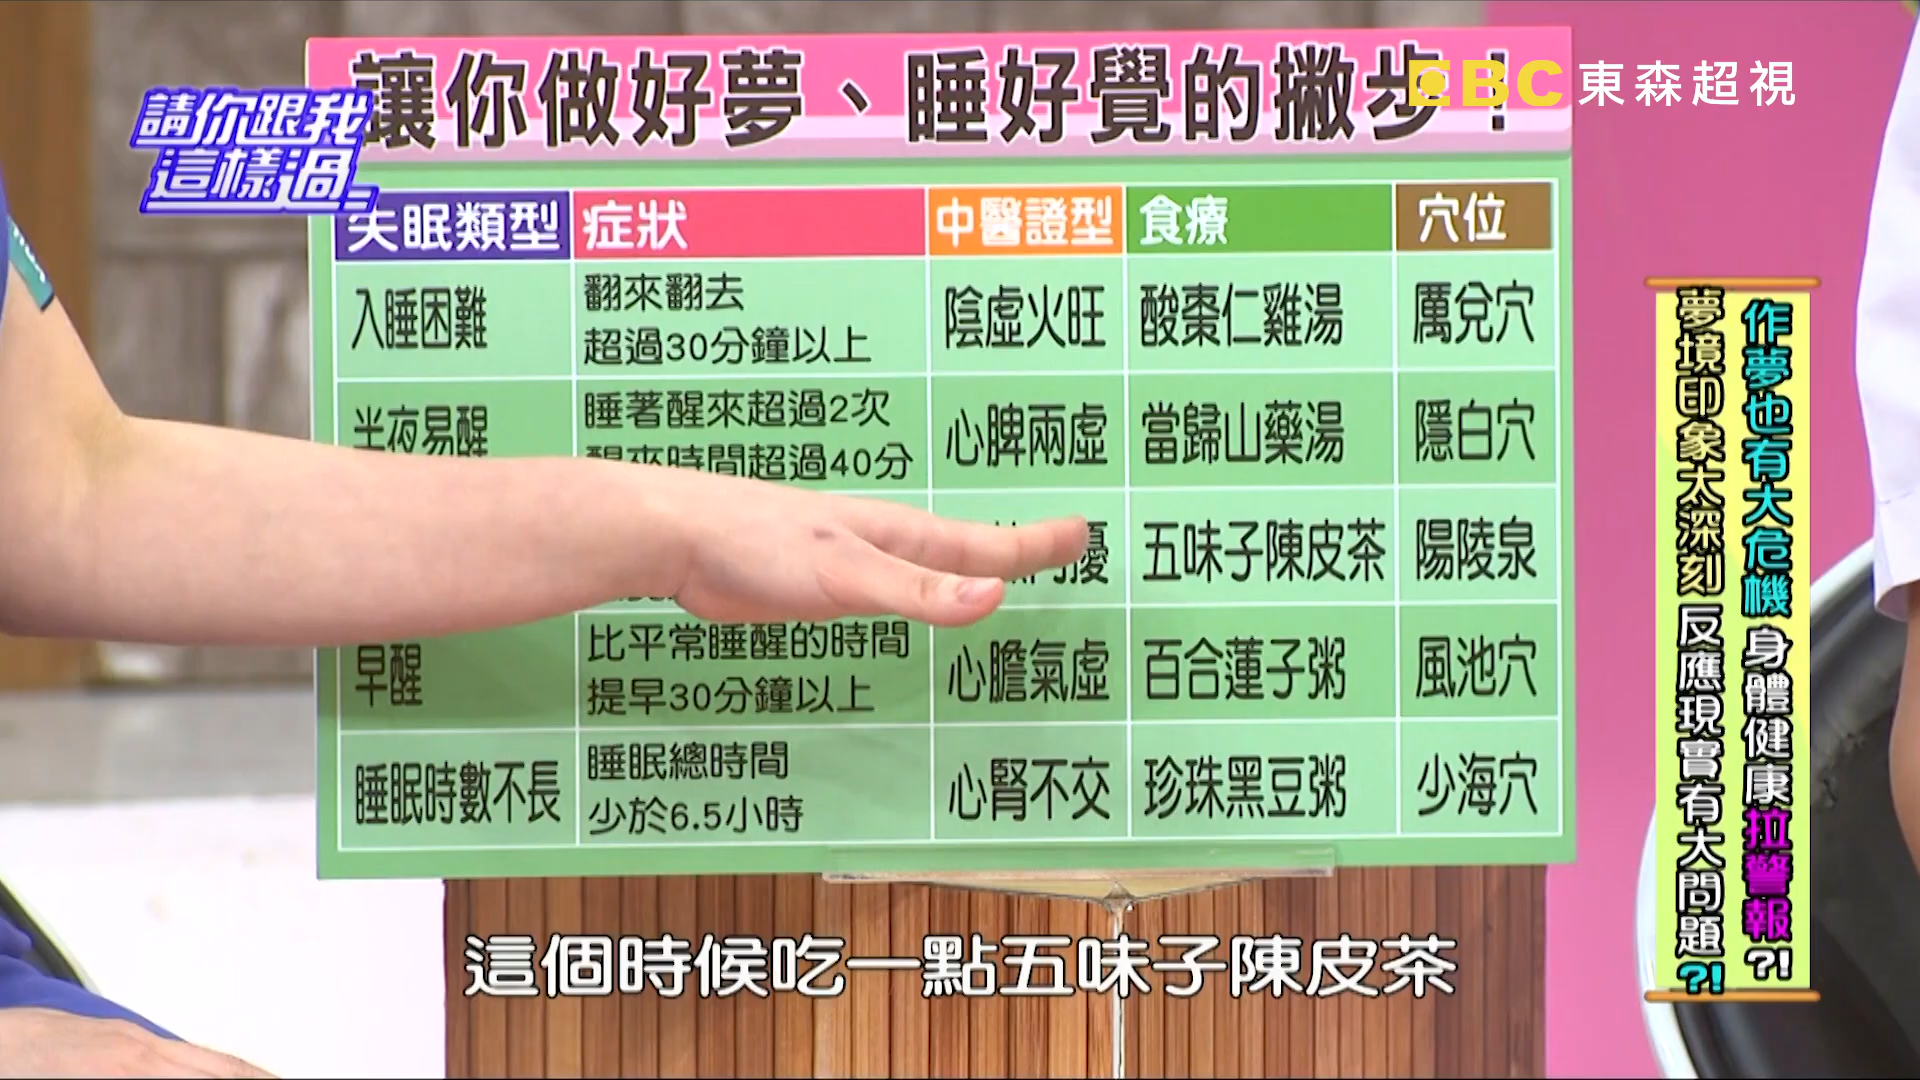 讓你做好夢、睡好覺的撇步！
EBC 東森超視
請你跟我
這樣過
失眠類型 症狀 中醫證型 食療 穴位
入睡困難 翻來翻去 陰虛火旺 酸棗仁雞湯 厲兌穴
超過30分鐘以上
半夜易醒 睡著醒來超過2次 心脾兩虛 當歸山藥湯 隱白穴
醒來時間超過40分
擾 五味子陳皮茶 陽陵泉
早醒 比平常睡醒的時間 心膽氣虛 百合蓮子粥 風池穴
提早30分鐘以上
睡眠時數不長 睡眠總時間 心腎不交 珍珠黑豆粥 少海穴
少於6.5小時
作夢也有大危機 身體健康拉警報?!
夢境印象太深刻 反應現實有大問題?!
這個時候吃一點五味子陳皮茶